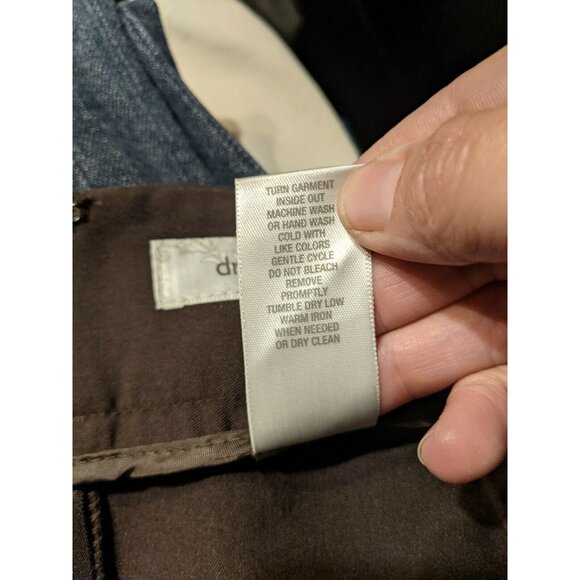 TURN GARMENT
INSIDE OUT
MACHINE WASH
OR HAND WASH
COLD WITH
LIKE COLORS
GENTLE CYCLE
DO NOT BLEACH
REMOVE
PROMPTLY
TUMBLE DRY LOW
WARM IRON
WHEN NEEDED
OR DRY CLEAN